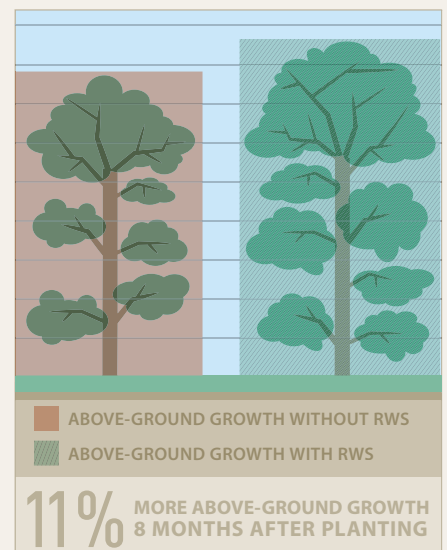 ABOVE-GROUND GROWTH WITHOUT RWS
ABOVE-GROUND GROWTH WITH RWS
11% MORE ABOVE-GROUND GROWTH
8 MONTHS AFTER PLANTING